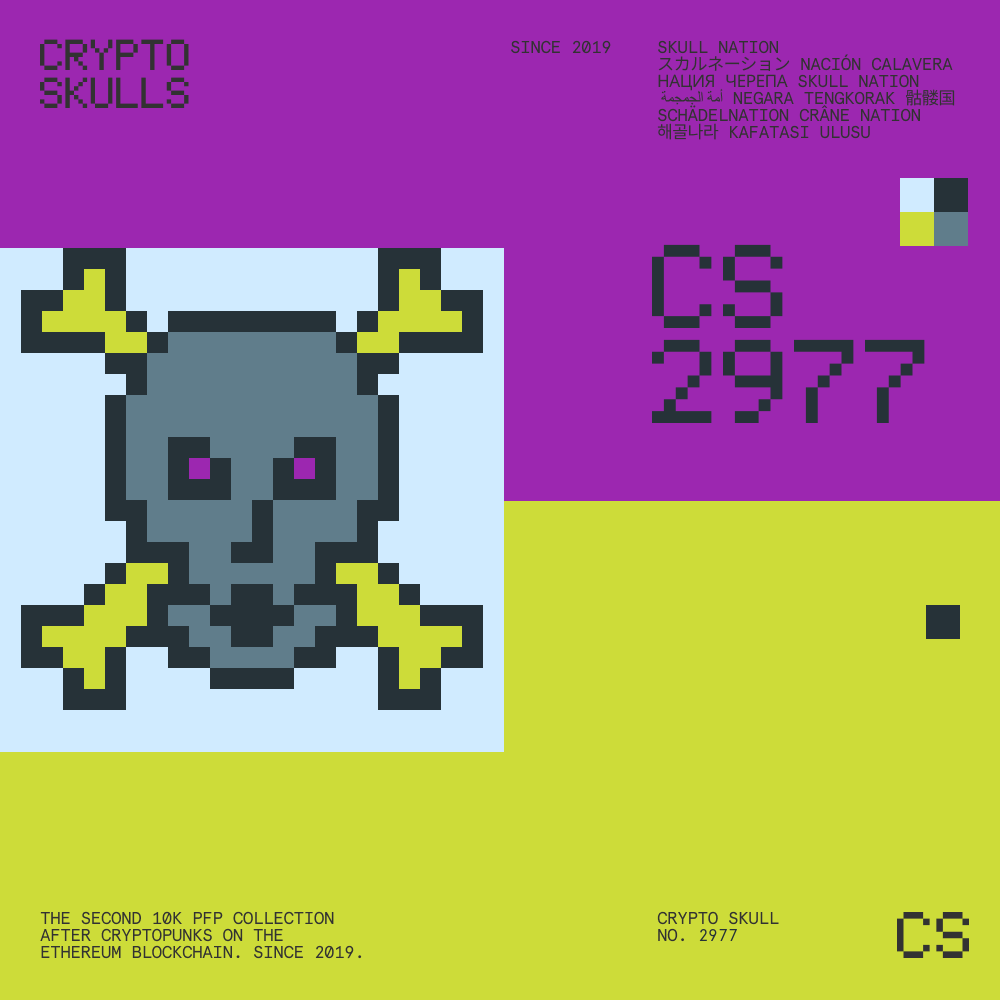 CRYPTO
SKULLS
SINCE 2019
SKULL NATION
スカルネーション NACIÓN CALAVERA
НАЦИЯ ЧЕРЕПА SKULL NATION
أمة الجمجمة NEGARA TENGKORAK 骷髅国
SCHÄDELNATION CRÂNE NATION
해골나라 KAFATASI ULUSU
CS
2977
THE SECOND 10K PFP COLLECTION
AFTER CRYPTOPUNKS ON THE
ETHEREUM BLOCKCHAIN. SINCE 2019.
CRYPTO SKULL
NO. 2977
CS